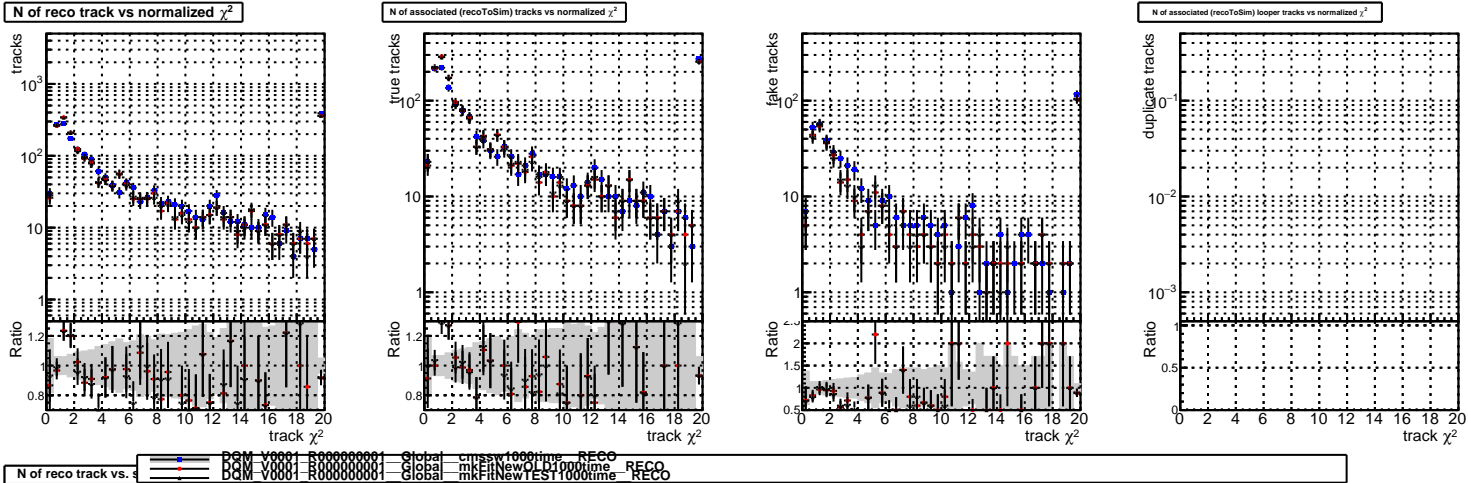 N of reco track vs normalized χ²
N of associated (recoToSim) tracks vs normalized χ²
N of associated (recoToSim) looper tracks vs normalized χ²
tracks
10³
10²
10
1
Ratio
1.2
1
0.8
0 2 4 6 8 10 12 14 16 18 20
track χ²
true tracks
10²
10
1
Ratio
1.2
1
0.8
0 2 4 6 8 10 12 14 16 18 20
track χ²
fake tracks
10²
10
1
Ratio
2.5
2
1.5
1
0.5
0 2 4 6 8 10 12 14 16 18 20
track χ²
duplicate tracks
10⁻¹
10⁻²
10⁻³
Ratio
1
0.5
0
0 2 4 6 8 10 12 14 16 18 20
track χ²
DQM_V0001_R000000001__Global__cmssw1000time__RECO
DQM_V0001_R000000001__Global__mkFitNewOLD1000time__RECO
DQM_V0001_R000000001__Global__mkFitNewTEST1000time__RECO
N of reco track vs. s